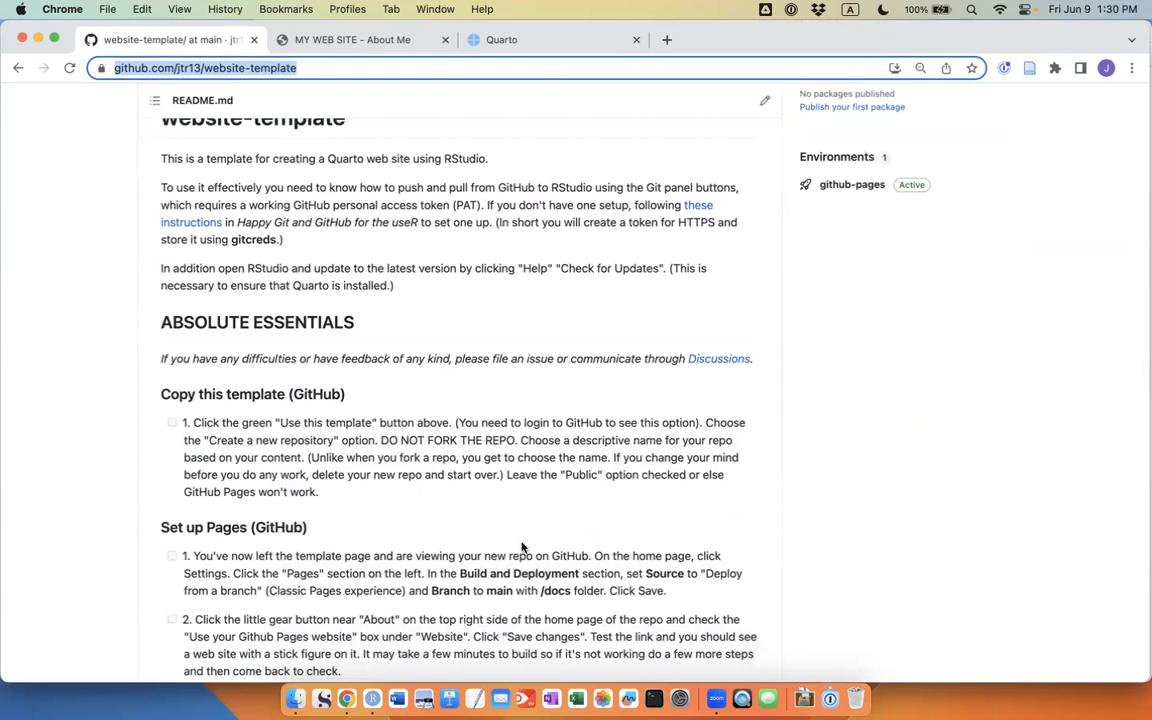 Chrome File Edit View History Bookmarks Profiles Tab Window Help A 100% Fri Jun 9 1:30 PM
website-template/ at main · jtr1 MY WEB SITE - About Me Quarto
github.com/jtr13/website-template J
README.md
No packages published
Publish your first package
website-template
Environments 1
github-pages Active
This is a template for creating a Quarto web site using RStudio.
To use it effectively you need to know how to push and pull from GitHub to RStudio using the Git panel buttons,
which requires a working GitHub personal access token (PAT). If you don't have one setup, following these
instructions in Happy Git and GitHub for the useR to set one up. (In short you will create a token for HTTPS and
store it using gitcreds.)
In addition open RStudio and update to the latest version by clicking "Help" "Check for Updates". (This is
necessary to ensure that Quarto is installed.)
ABSOLUTE ESSENTIALS
If you have any difficulties or have feedback of any kind, please file an issue or communicate through Discussions.
Copy this template (GitHub)
1. Click the green "Use this template" button above. (You need to login to GitHub to see this option). Choose
the "Create a new repository" option. DO NOT FORK THE REPO. Choose a descriptive name for your repo
based on your content. (Unlike when you fork a repo, you get to choose the name. If you change your mind
before you do any work, delete your new repo and start over.) Leave the "Public" option checked or else
GitHub Pages won't work.
Set up Pages (GitHub)
1. You've now left the template page and are viewing your new repo on GitHub. On the home page, click
Settings. Click the "Pages" section on the left. In the Build and Deployment section, set Source to "Deploy
from a branch" (Classic Pages experience) and Branch to main with /docs folder. Click Save.
2. Click the little gear button near "About" on the top right side of the home page of the repo and check the
"Use your Github Pages website" box under "Website". Click "Save changes". Test the link and you should see
a web site with a stick figure on it. It may take a few minutes to build so if it's not working do a few more steps
and then come back to check.
zoom